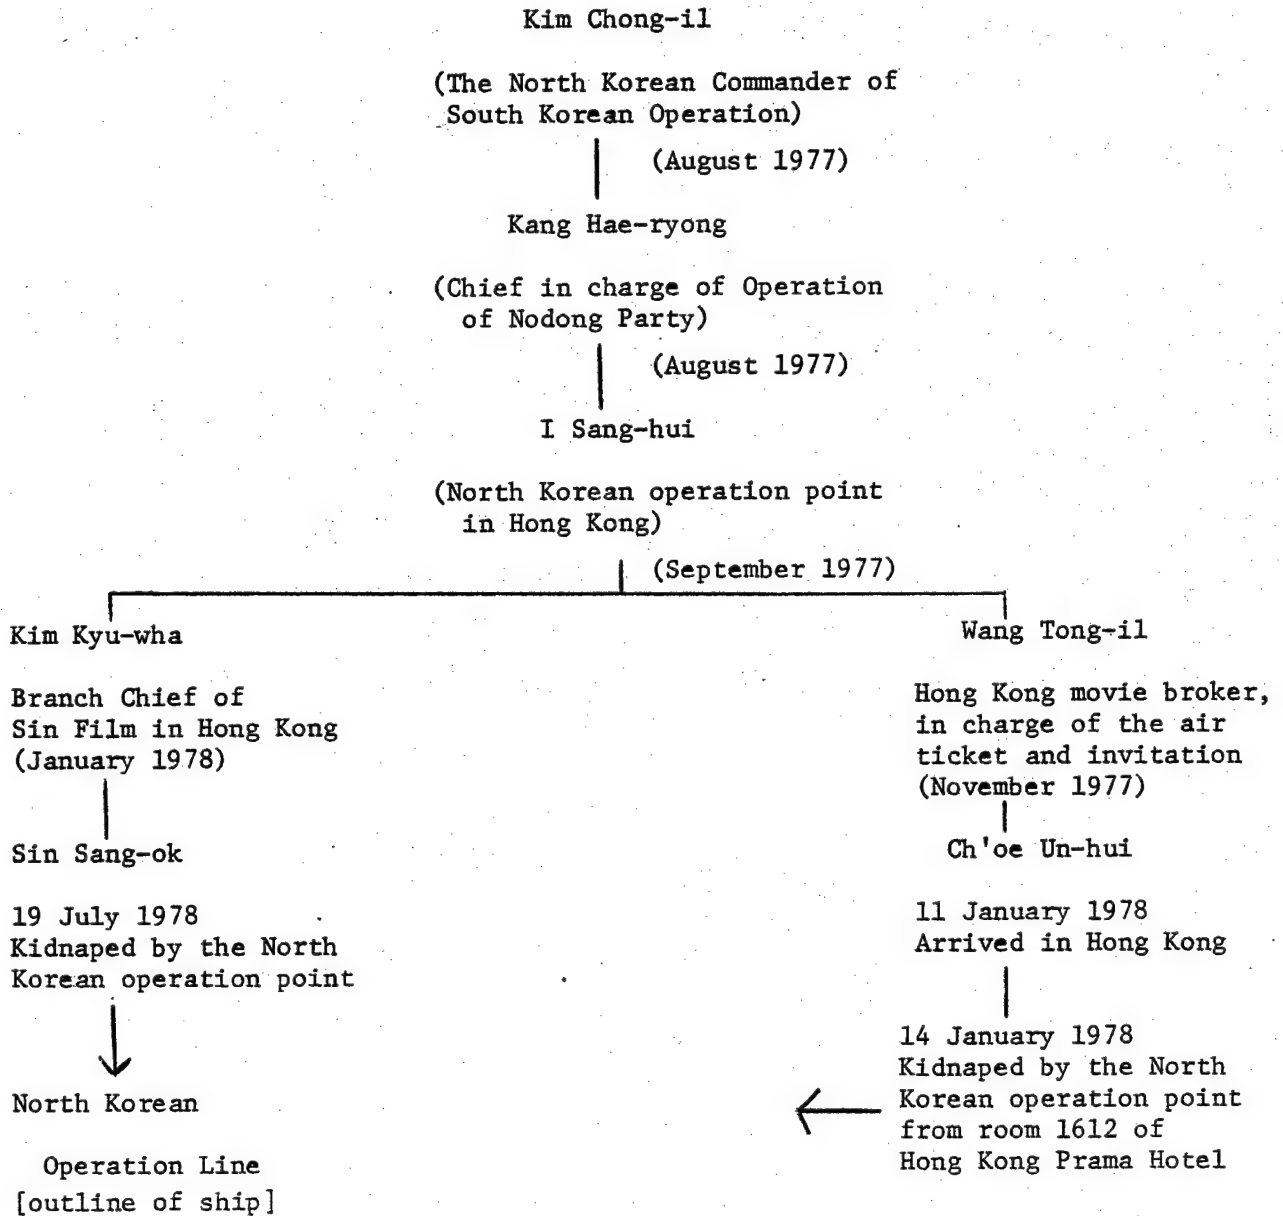 Kim Chong-il
(The North Korean Commander of
South Korean Operation)
(August 1977)
Kang Hae-ryong
(Chief in charge of Operation
of Nodong Party)
(August 1977)
I Sang-hui
(North Korean operation point
in Hong Kong)
(September 1977)
Kim Kyu-wha
Branch Chief of
Sin Film in Hong Kong
(January 1978)
Sin Sang-ok
19 July 1978
Kidnaped by the North
Korean operation point
North Korean
Operation Line
[outline of ship]
Wang Tong-il
Hong Kong movie broker,
in charge of the air
ticket and invitation
(November 1977)
Ch'oe Un-hui
11 January 1978
Arrived in Hong Kong
14 January 1978
Kidnaped by the North
Korean operation point
from room 1612 of
Hong Kong Prama Hotel